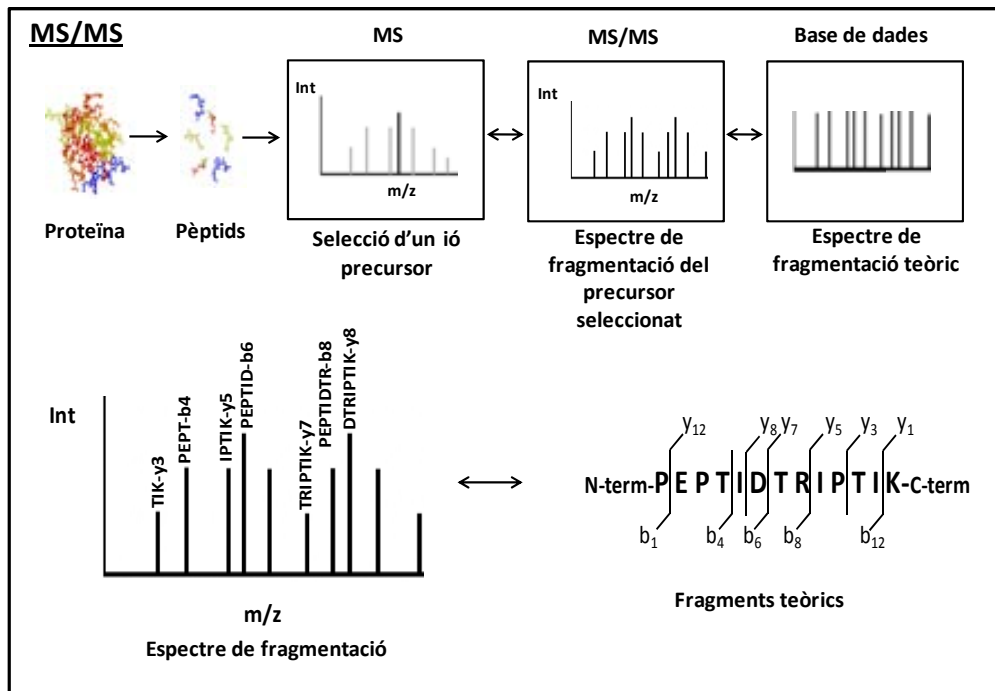 MS/MS
MS
MS/MS
Base de dades
Int
m/z
Int
m/z
Proteïna
Pèptids
Selecció d'un ió
precursor
Espectre de
fragmentació del
precursor
seleccionat
Espectre de
fragmentació teòric
Int
TIK-y3
PEPT-b4
IPTIK-y5
PEPTID-b6
TRIPTIK-y7
PEPTIDTR-b8
DTRIPTIK-y8
m/z
Espectre de fragmentació
y12 y8 y7 y5 y3 y1
N-term-PEPTIDTRIPTIK-C-term
b1 b4 b6 b8 b12
Fragments teòrics